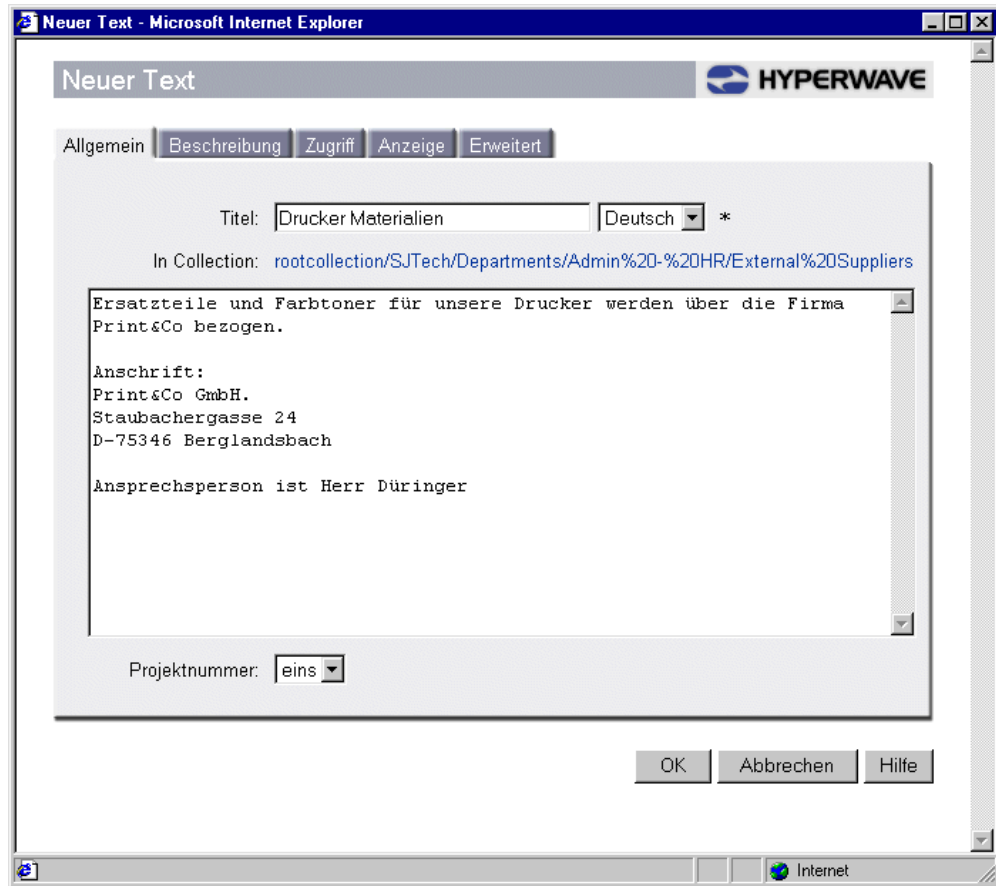 Neuer Text - Microsoft Internet Explorer
Neuer Text HYPERWAVE
Allgemein Beschreibung Zugriff Anzeige Erweitert
Titel: Drucker Materialien Deutsch *
In Collection: rootcollection/SJTech/Departments/Admin%20-%20HR/External%20Suppliers
Ersatzteile und Farbtoner für unsere Drucker werden über die Firma
Print&Co bezogen.
Anschrift:
Print&Co GmbH.
Staubachergasse 24
D-75346 Berglandsbach
Ansprechsperson ist Herr Düringer
Projektnummer: eins
OK Abbrechen Hilfe
Internet